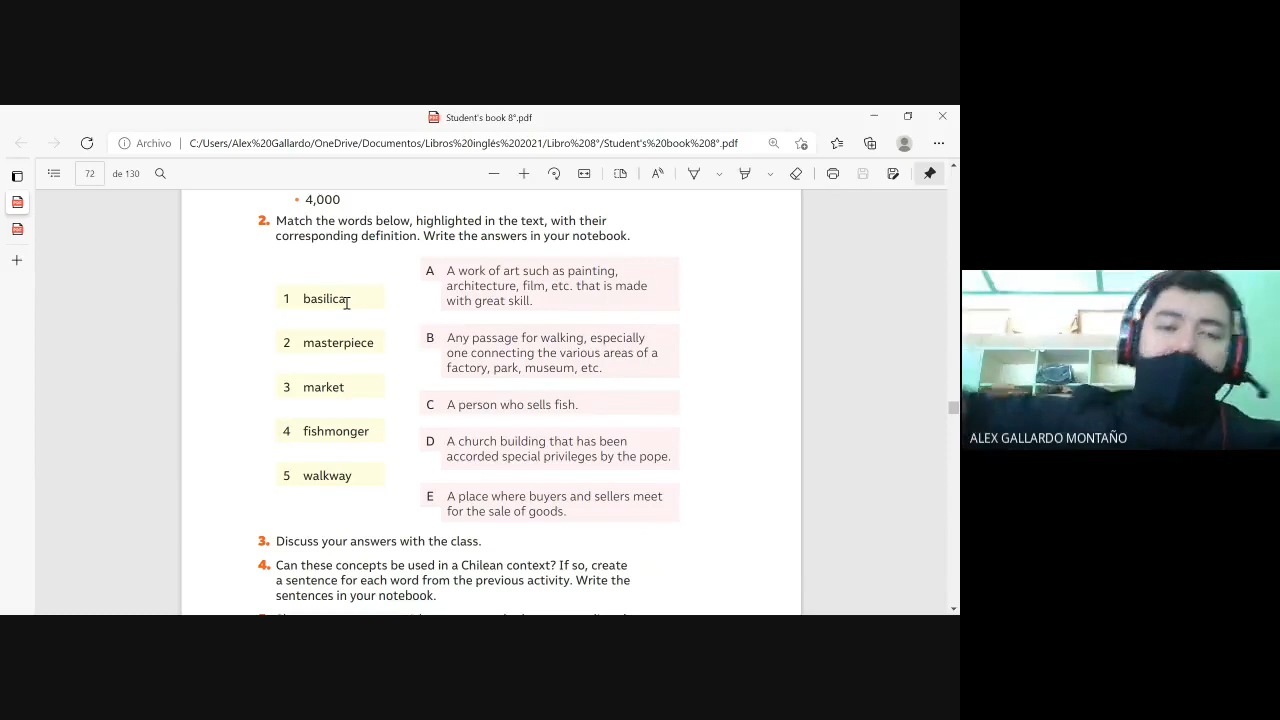 Student's book 8°.pdf
Archivo C:/Users/Alex%20Gallardo/OneDrive/Documentos/Libros%20inglés%202021/Libro%208°/Student's%20book%208°.pdf
72 de 130
• 4,000
2. Match the words below, highlighted in the text, with their
corresponding definition. Write the answers in your notebook.
1 basilica
2 masterpiece
3 market
4 fishmonger
5 walkway
A A work of art such as painting,
architecture, film, etc. that is made
with great skill.
B Any passage for walking, especially
one connecting the various areas of a
factory, park, museum, etc.
C A person who sells fish.
D A church building that has been
accorded special privileges by the pope.
E A place where buyers and sellers meet
for the sale of goods.
3. Discuss your answers with the class.
4. Can these concepts be used in a Chilean context? If so, create
a sentence for each word from the previous activity. Write the
sentences in your notebook.
ALEX GALLARDO MONTAÑO